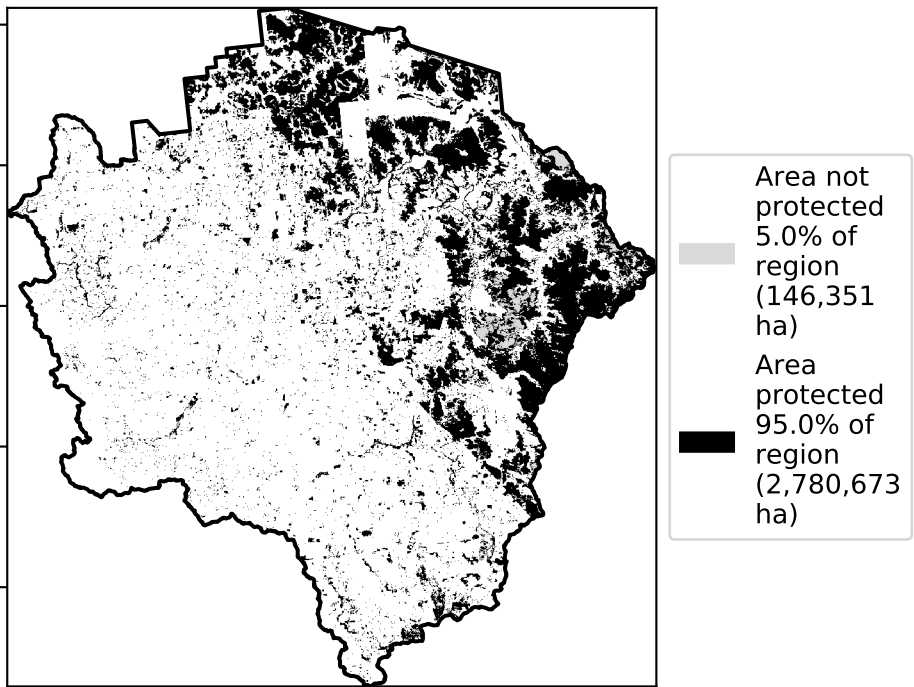 Area not
protected
5.0% of
region
(146,351
ha)
Area
protected
95.0% of
region
(2,780,673
ha)